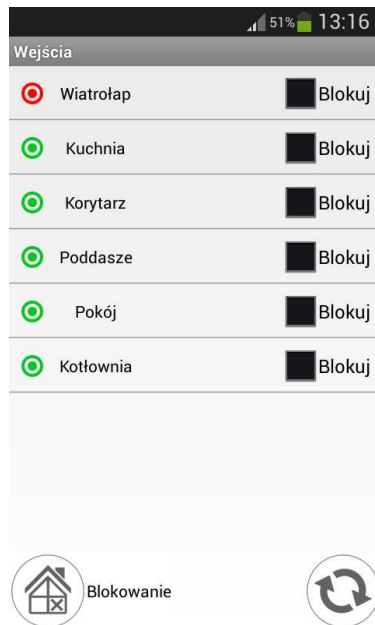 51% 13:16
Wejścia
Wiatrołap Blokuj
Kuchnia Blokuj
Korytarz Blokuj
Poddasze Blokuj
Pokój Blokuj
Kotłownia Blokuj
Blokowanie